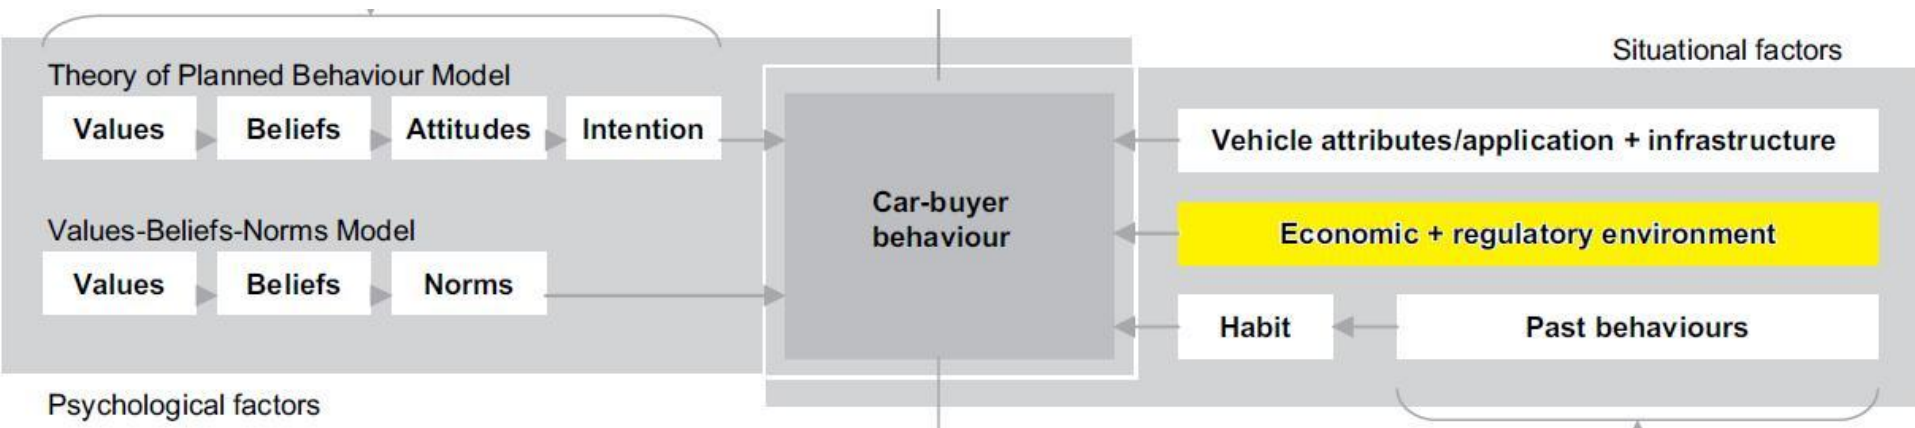 Situational factors
Theory of Planned Behaviour Model
Values
Beliefs
Attitudes
Intention
Vehicle attributes/application + infrastructure
Car-buyer
behaviour
Economic + regulatory environment
Values-Beliefs-Norms Model
Values
Beliefs
Norms
Habit
Past behaviours
Psychological factors